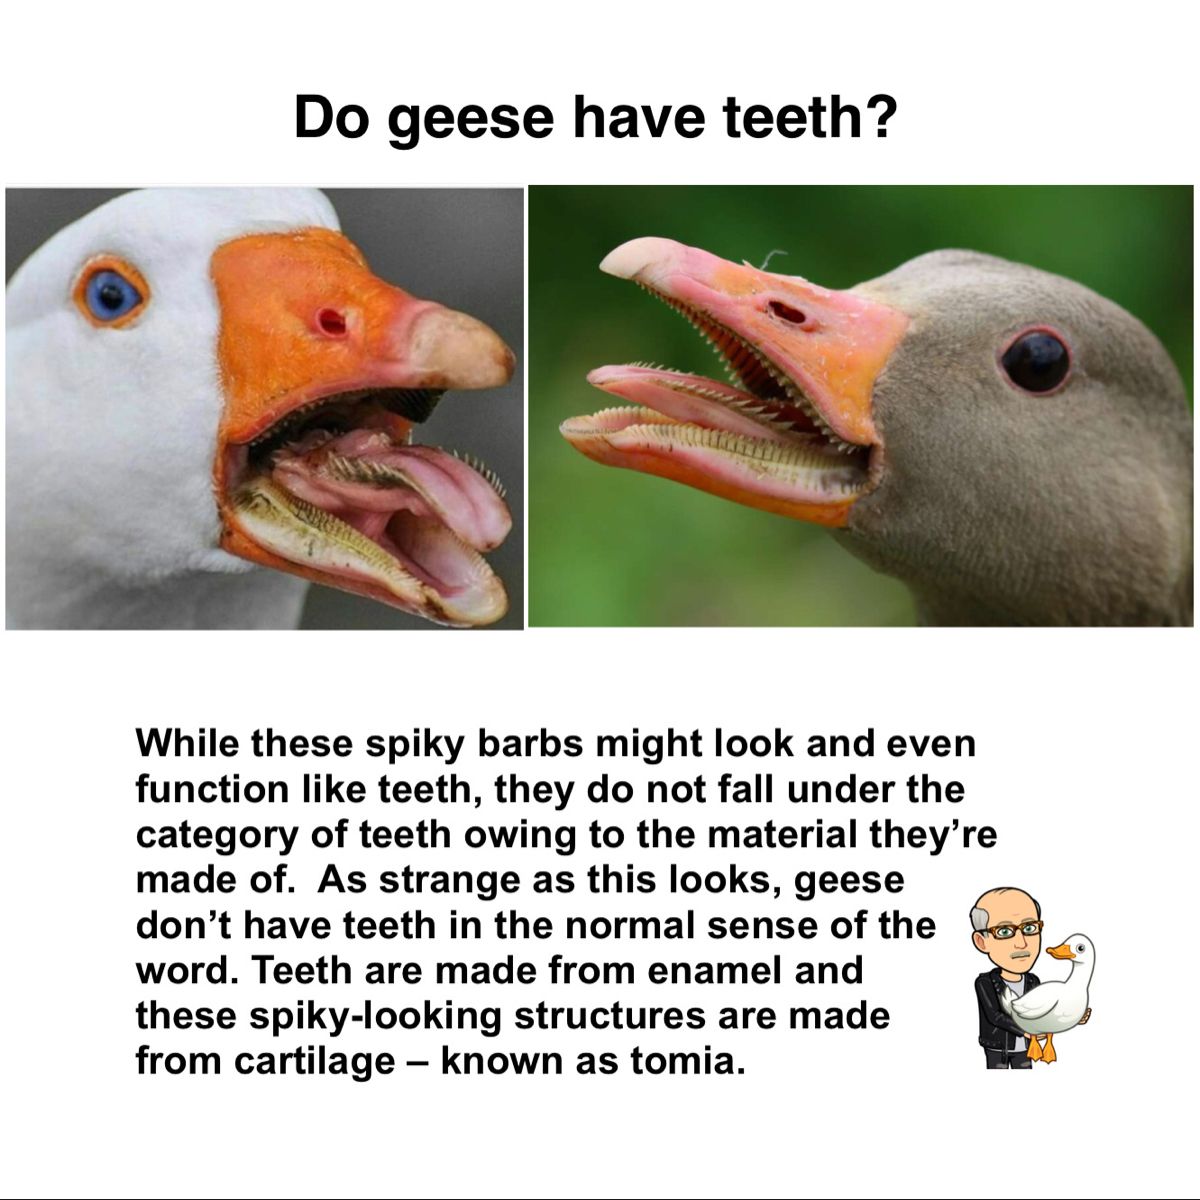 Do geese have teeth?
While these spiky barbs might look and even
function like teeth, they do not fall under the
category of teeth owing to the material they’re
made of.  As strange as this looks, geese
don’t have teeth in the normal sense of the
word. Teeth are made from enamel and
these spiky-looking structures are made
from cartilage – known as tomia.